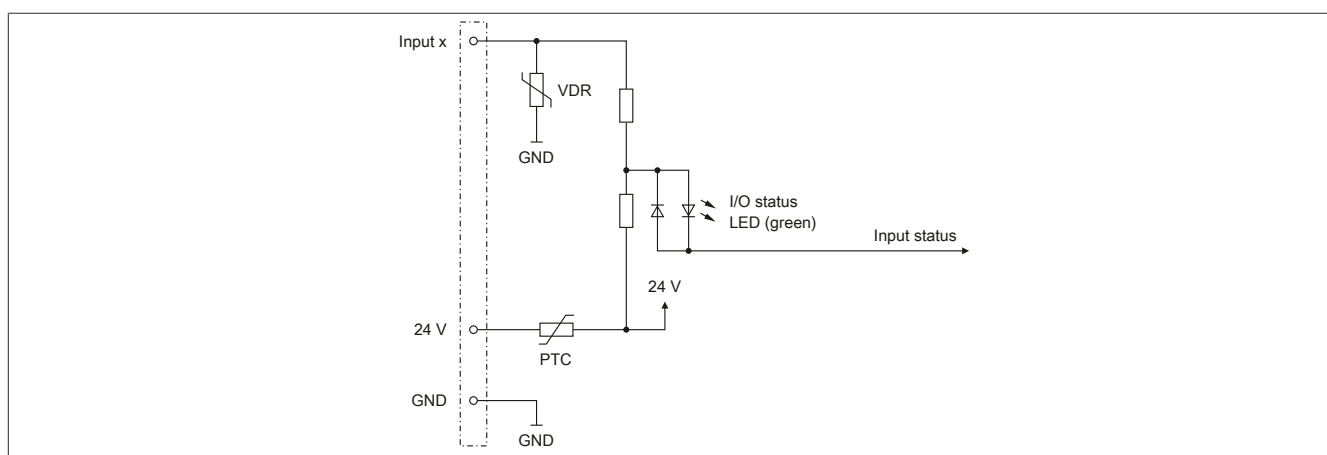 Input x
VDR
GND
I/O status
LED (green)
Input status
24 V
24 V
PTC
GND
GND